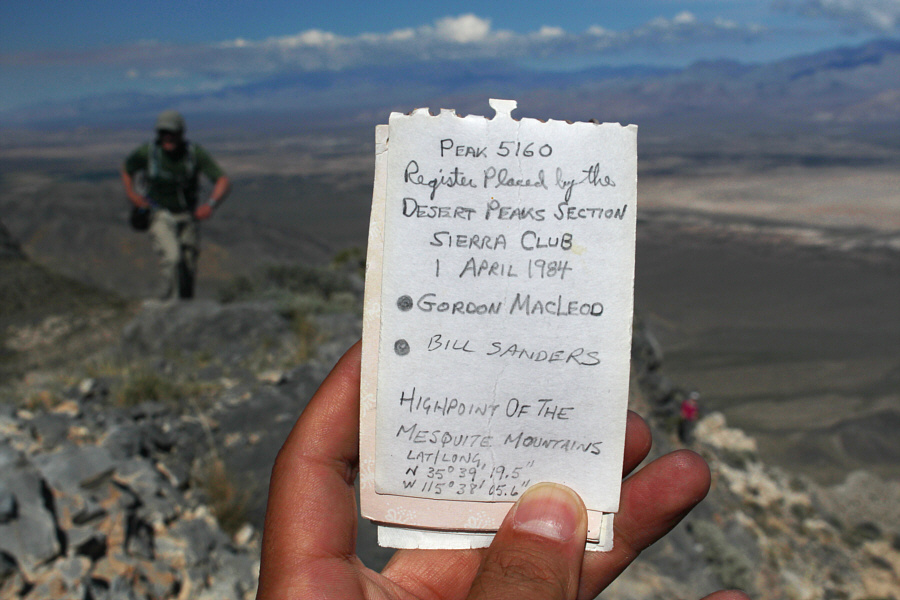 PEAK 5160
Register Placed by the
DESERT PEAKS SECTION
SIERRA CLUB
1 APRIL 1984
GORDON MACLEOD
BILL SANDERS
HIGHPOINT OF THE
MESQUITE MOUNTAINS
LAT/LONG
N 35° 39' 19.5"
W 115° 38' 05.6"